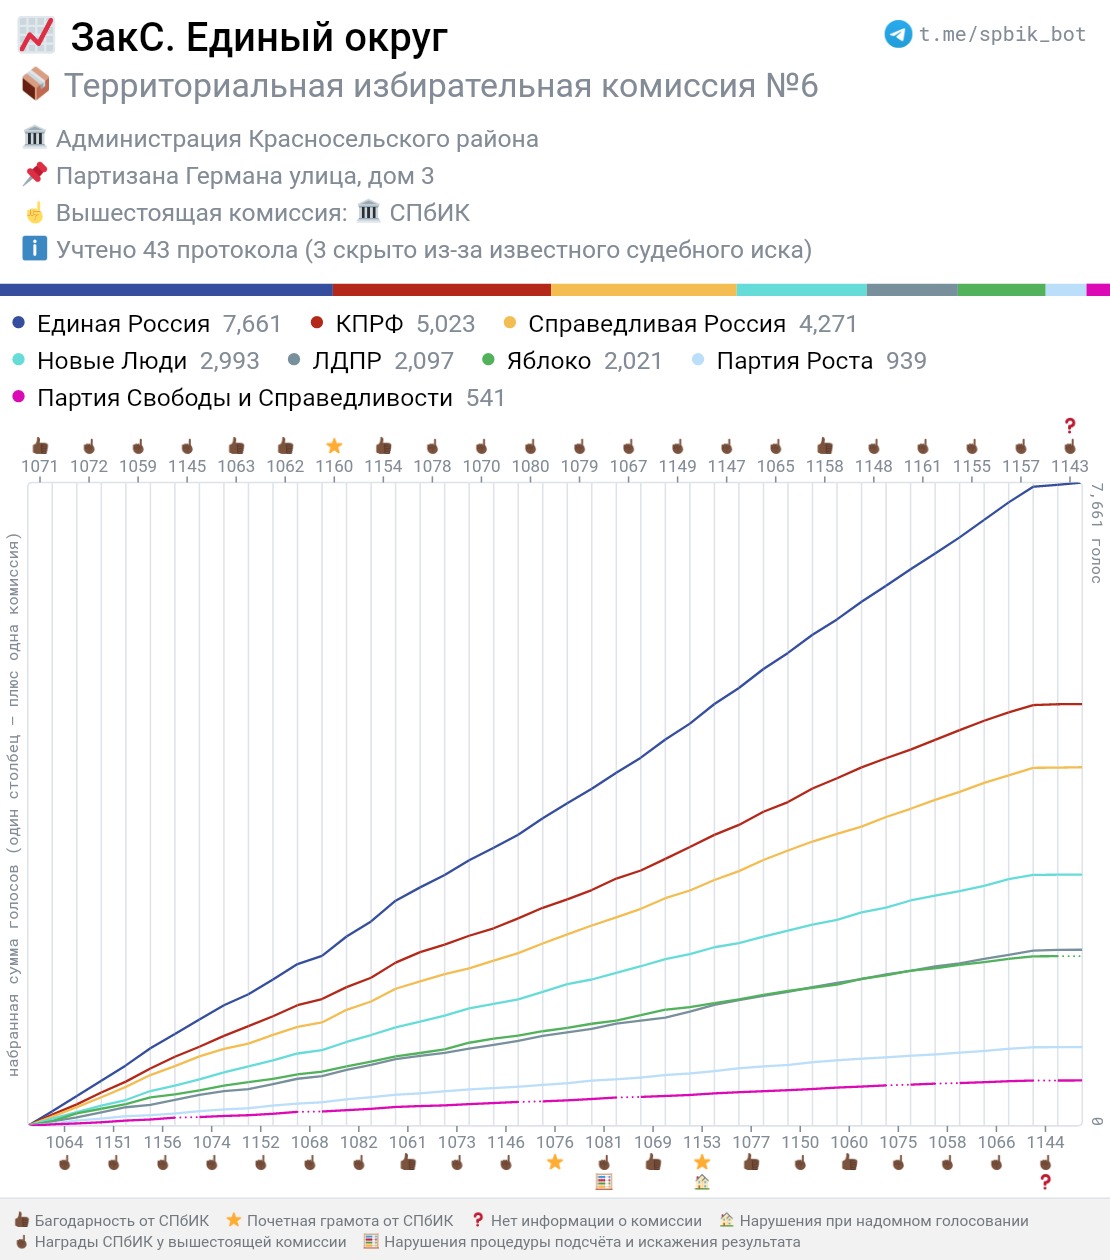 ЗакС. Единый округ
t.me/spbik_bot
Территориальная избирательная комиссия №6
Администрация Красносельского района
Партизана Германа улица, дом 3
Вышестоящая комиссия: СПбИК
Учтено 43 протокола (3 скрыто из-за известного судебного иска)
Единая Россия 7,661 КПРФ 5,023 Справедливая Россия 4,271
Новые Люди 2,993 ЛДПР 2,097 Яблоко 2,021 Партия Роста 939
Партия Свободы и Справедливости 541
1071 1072 1059 1145 1063 1062 1160 1154 1078 1070 1080 1079 1067 1149 1147 1065 1158 1148 1161 1155 1157 1143
набранная сумма голосов (один столбец – плюс одна комиссия)
7,661 голос
0
1064 1151 1156 1074 1152 1068 1082 1061 1073 1146 1076 1081 1069 1153 1077 1150 1060 1075 1058 1066 1144
Багодарность от СПбИК Почетная грамота от СПбИК Нет информации о комиссии Нарушения при надомном голосовании
Награды СПбИК у вышестоящей комиссии Нарушения процедуры подсчёта и искажения результата